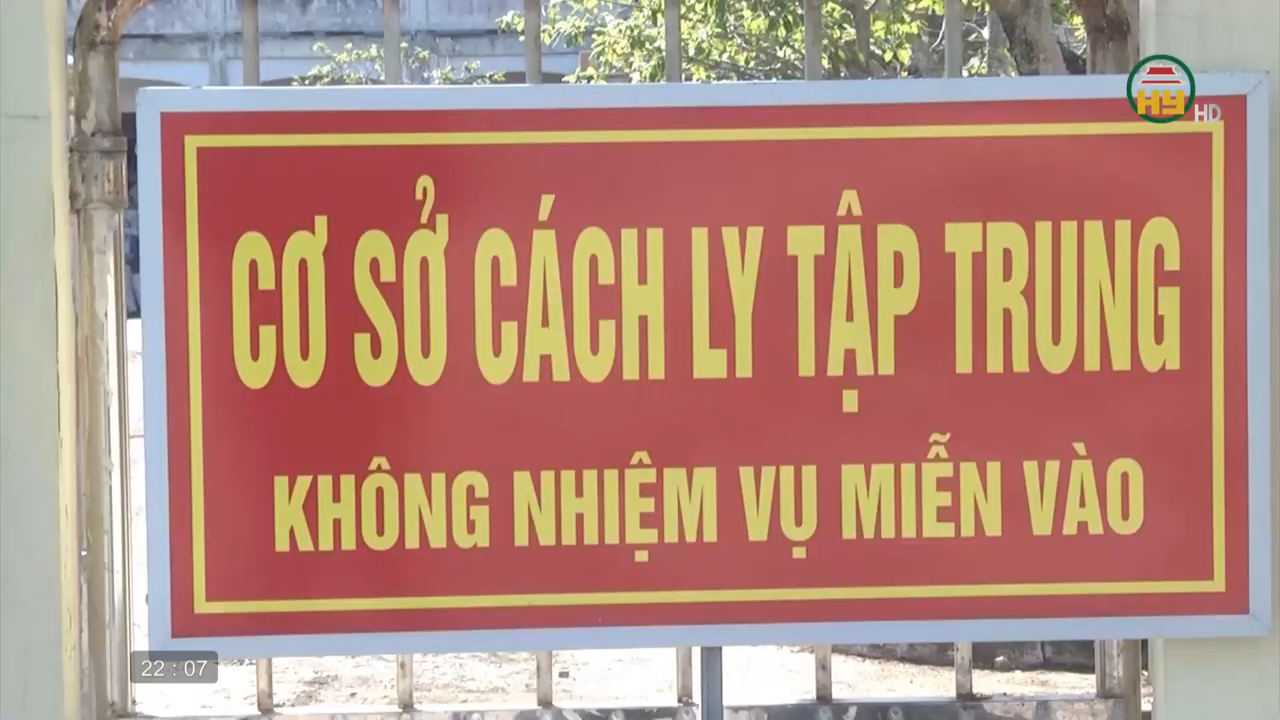 HY HD
CƠ SỞ CÁCH LY TẬP TRUNG
KHÔNG NHIỆM VỤ MIỄN VÀO
22 : 07